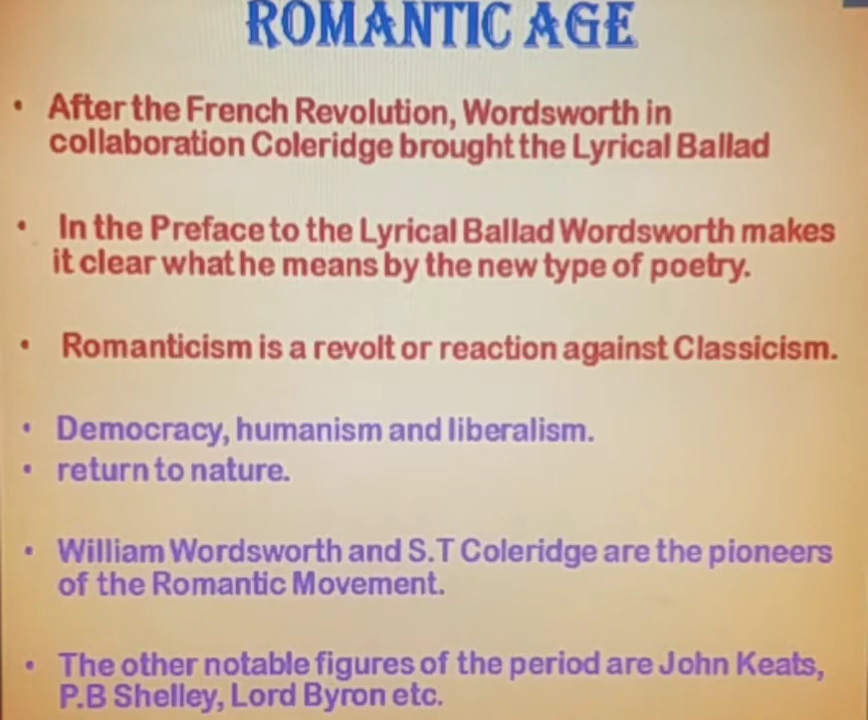 ROMANTIC AGE
• After the French Revolution, Wordsworth in
collaboration Coleridge brought the Lyrical Ballad
• In the Preface to the Lyrical Ballad Wordsworth makes
it clear what he means by the new type of poetry.
• Romanticism is a revolt or reaction against Classicism.
• Democracy, humanism and liberalism.
• return to nature.
• William Wordsworth and S.T Coleridge are the pioneers
of the Romantic Movement.
• The other notable figures of the period are John Keats,
P.B Shelley, Lord Byron etc.